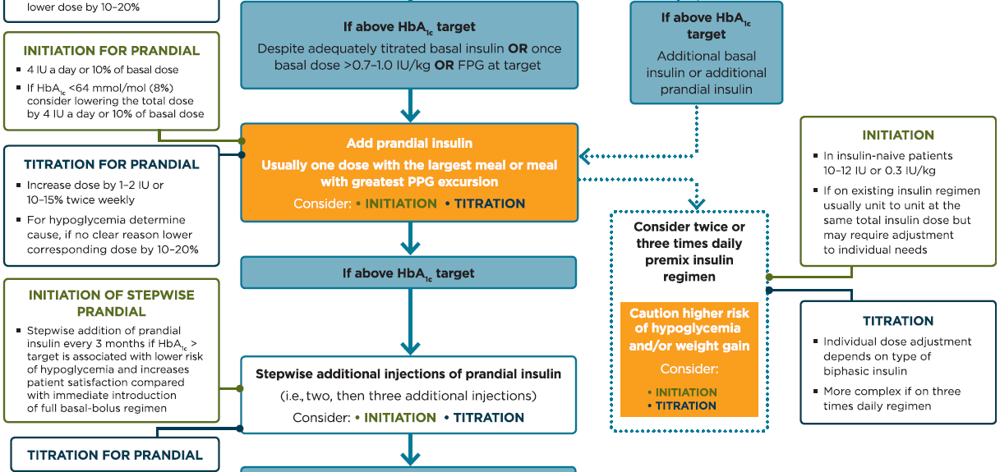 lower dose by 10–20%
INITIATION FOR PRANDIAL
▪ 4 IU a day or 10% of basal dose
▪ If HbA1c <64 mmol/mol (8%)
consider lowering the total dose
by 4 IU a day or 10% of basal dose
TITRATION FOR PRANDIAL
▪ Increase dose by 1–2 IU or
10–15% twice weekly
▪ For hypoglycemia determine
cause, if no clear reason lower
corresponding dose by 10–20%
INITIATION OF STEPWISE
PRANDIAL
▪ Stepwise addition of prandial
insulin every 3 months if HbA1c >
target is associated with lower risk
of hypoglycemia and increases
patient satisfaction compared
with immediate introduction
of full basal-bolus regimen
TITRATION FOR PRANDIAL
If above HbA1c target
Despite adequately titrated basal insulin OR once
basal dose >0.7–1.0 IU/kg OR FPG at target
Add prandial insulin
Usually one dose with the largest meal or meal
with greatest PPG excursion
Consider: • INITIATION • TITRATION
If above HbA1c target
Stepwise additional injections of prandial insulin
(i.e., two, then three additional injections)
Consider: • INITIATION • TITRATION
If above HbA1c
target
Additional basal
insulin or additional
prandial insulin
Consider twice or
three times daily
premix insulin
regimen
Caution higher risk
of hypoglycemia
and/or weight gain
Consider:
• INITIATION
• TITRATION
INITIATION
▪ In insulin-naive patients
10–12 IU or 0.3 IU/kg
▪ If on existing insulin regimen
usually unit to unit at the
same total insulin dose but
may require adjustment
to individual needs
TITRATION
▪ Individual dose adjustment
depends on type of
biphasic insulin
▪ More complex if on three
times daily regimen